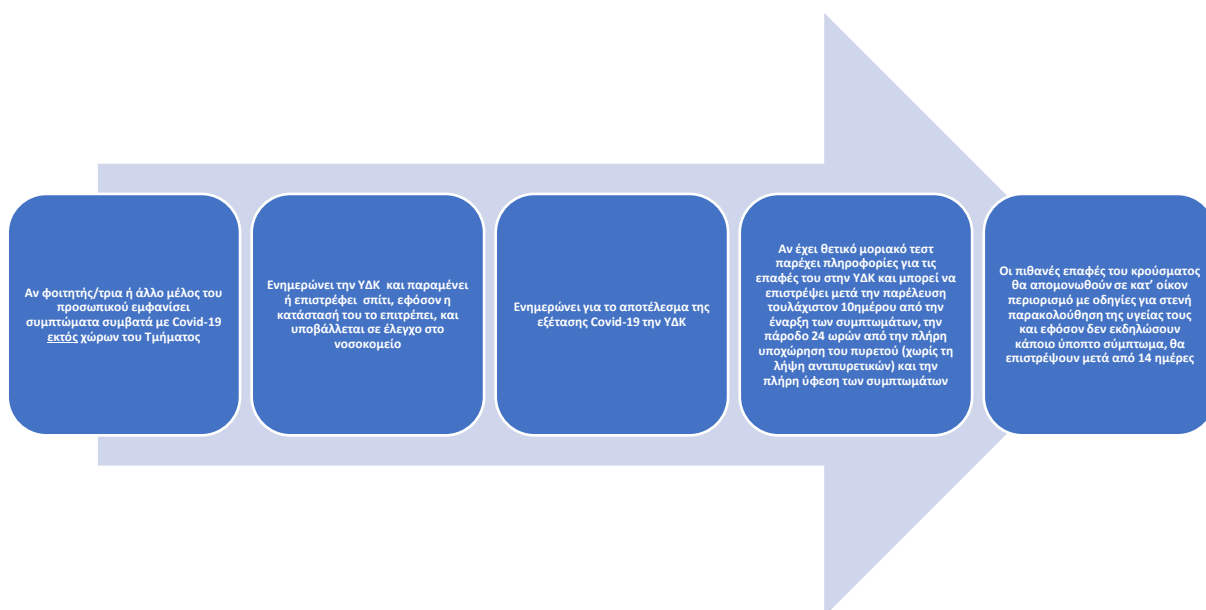 Αν φοιτητής/τρια ή άλλο μέλος του
προσωπικού εμφανίσει
συμπτώματα συμβατά με Covid-19
εκτός χώρων του Τμήματος
Ενημερώνει την ΥΔΚ και παραμένει
ή επιστρέφει σπίτι, εφόσον η
κατάστασή του το επιτρέπει, και
υποβάλλεται σε έλεγχο στο
νοσοκομείο
Ενημερώνει για το αποτέλεσμα της
εξέτασης Covid-19 την ΥΔΚ
Αν έχει θετικό μοριακό τεστ
παρέχει πληροφορίες για τις
επαφές του στην ΥΔΚ και μπορεί να
επιστρέψει μετά την παρέλευση
τουλάχιστον 10ημέρου από την
έναρξη των συμπτωμάτων, την
πάροδο 24 ωρών από την πλήρη
υποχώρηση του πυρετού (χωρίς τη
λήψη αντιπυρετικών) και την
πλήρη ύφεση των συμπτωμάτων
Οι πιθανές επαφές του κρούσματος
θα απομονωθούν σε κατ’ οίκον
περιορισμό με οδηγίες για στενή
παρακολούθηση της υγείας τους
και εφόσον δεν εκδηλώσουν
κάποιο ύποπτο σύμπτωμα, θα
επιστρέψουν μετά από 14 ημέρες